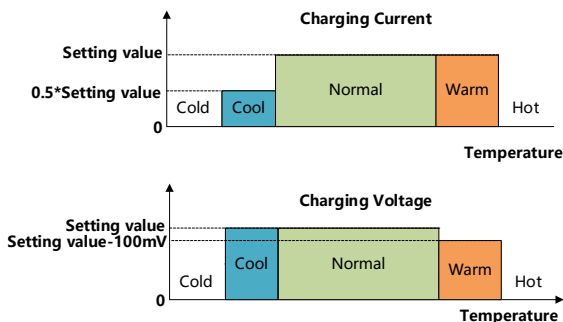 Charging Current
Setting value
0.5*Setting value
Cold
Cool
Normal
Warm
Hot
0
Temperature
Charging Voltage
Setting value
Setting value-100mV
Cold
Cool
Normal
Warm
Hot
0
Temperature